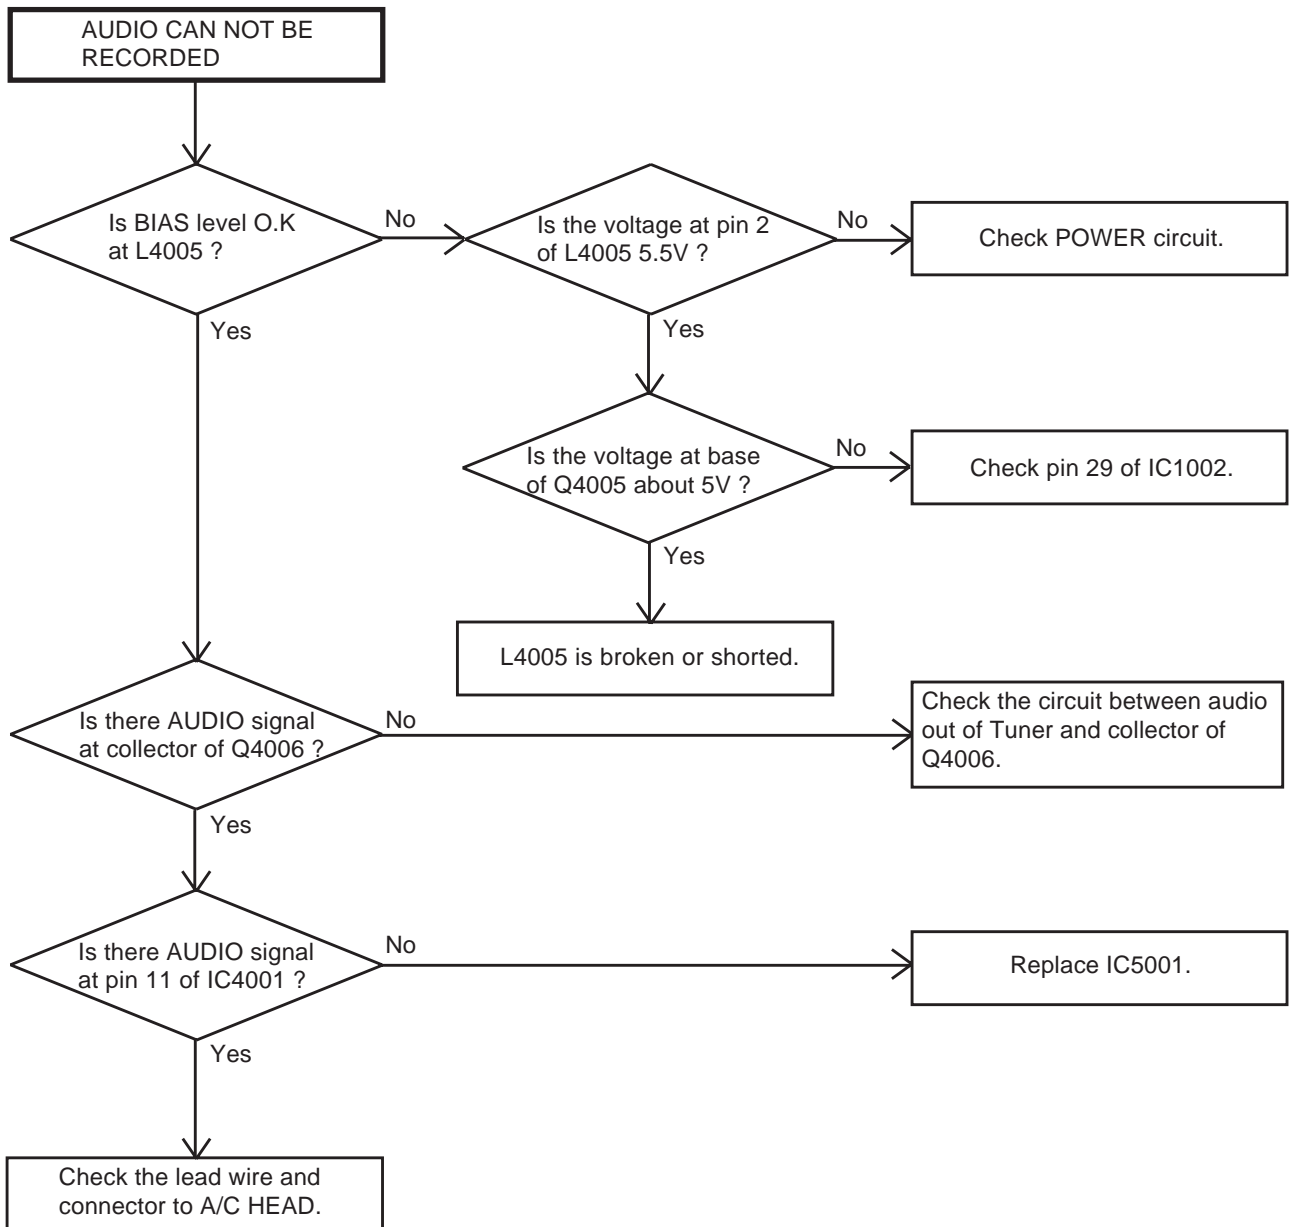 AUDIO CAN NOT BE
RECORDED
Is BIAS level O.K
at L4005 ?
No
Is the voltage at pin 2
of L4005 5.5V ?
No
Check POWER circuit.
Yes
Yes
Is the voltage at base
of Q4005 about 5V ?
No
Check pin 29 of IC1002.
Yes
L4005 is broken or shorted.
Is there AUDIO signal
at collector of Q4006 ?
No
Check the circuit between audio
out of Tuner and collector of
Q4006.
Yes
Is there AUDIO signal
at pin 11 of IC4001 ?
No
Replace IC5001.
Yes
Check the lead wire and
connector to A/C HEAD.